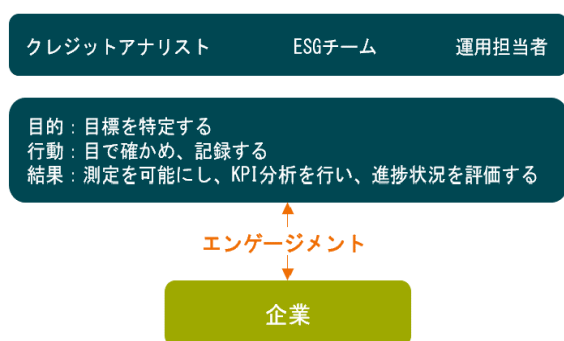 クレジットアナリスト ESGチーム 運用担当者
目的：目標を特定する
行動：目で確かめ、記録する
結果：測定を可能にし、KPI分析を行い、進捗状況を評価する
エンゲージメント
企業